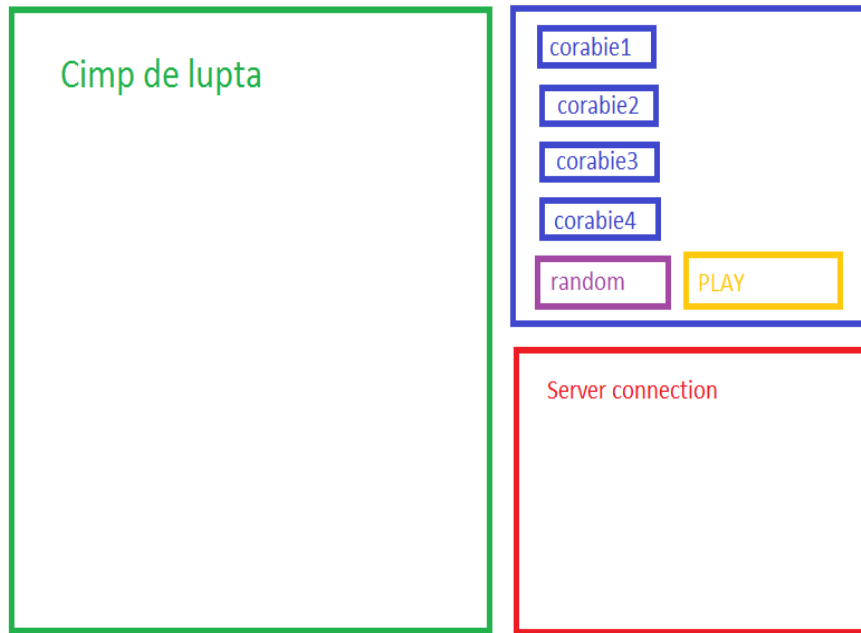 Cimp de lupta
corabie1
corabie2
corabie3
corabie4
random
PLAY
Server connection